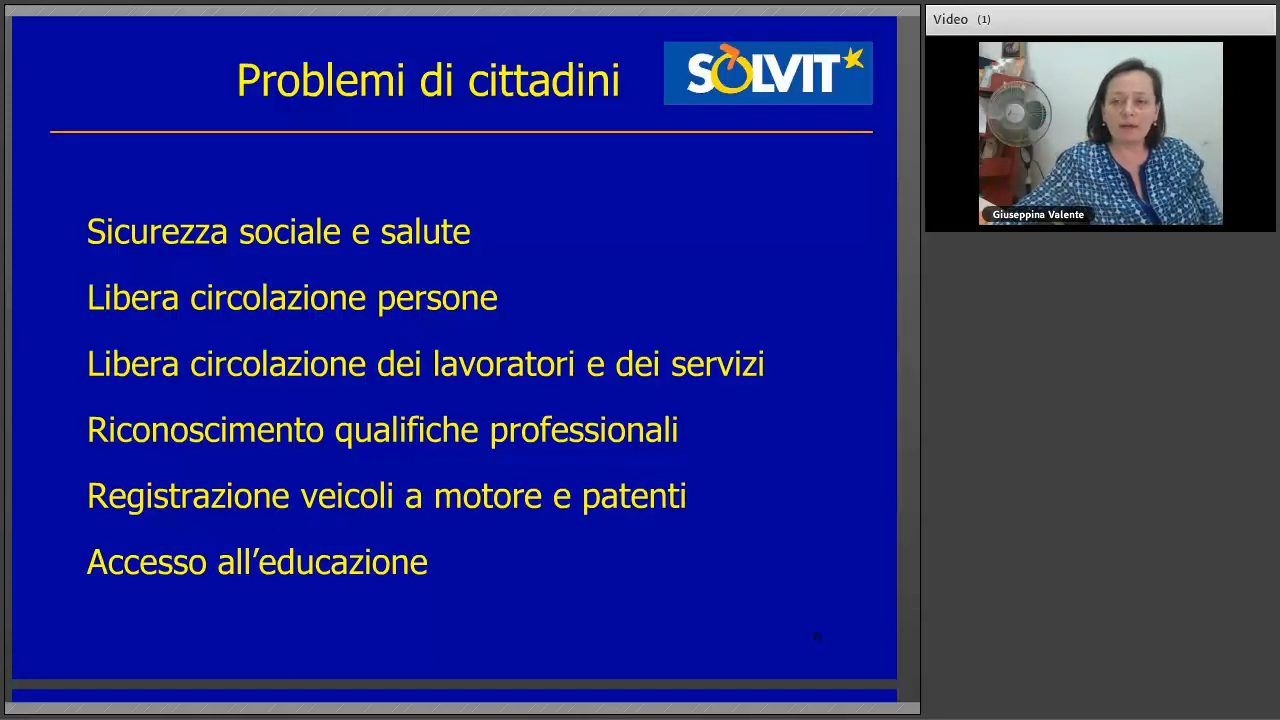 Problemi di cittadini
SOLVIT
Sicurezza sociale e salute
Libera circolazione persone
Libera circolazione dei lavoratori e dei servizi
Riconoscimento qualifiche professionali
Registrazione veicoli a motore e patenti
Accesso all’educazione
Video (1)
Giuseppina Valente